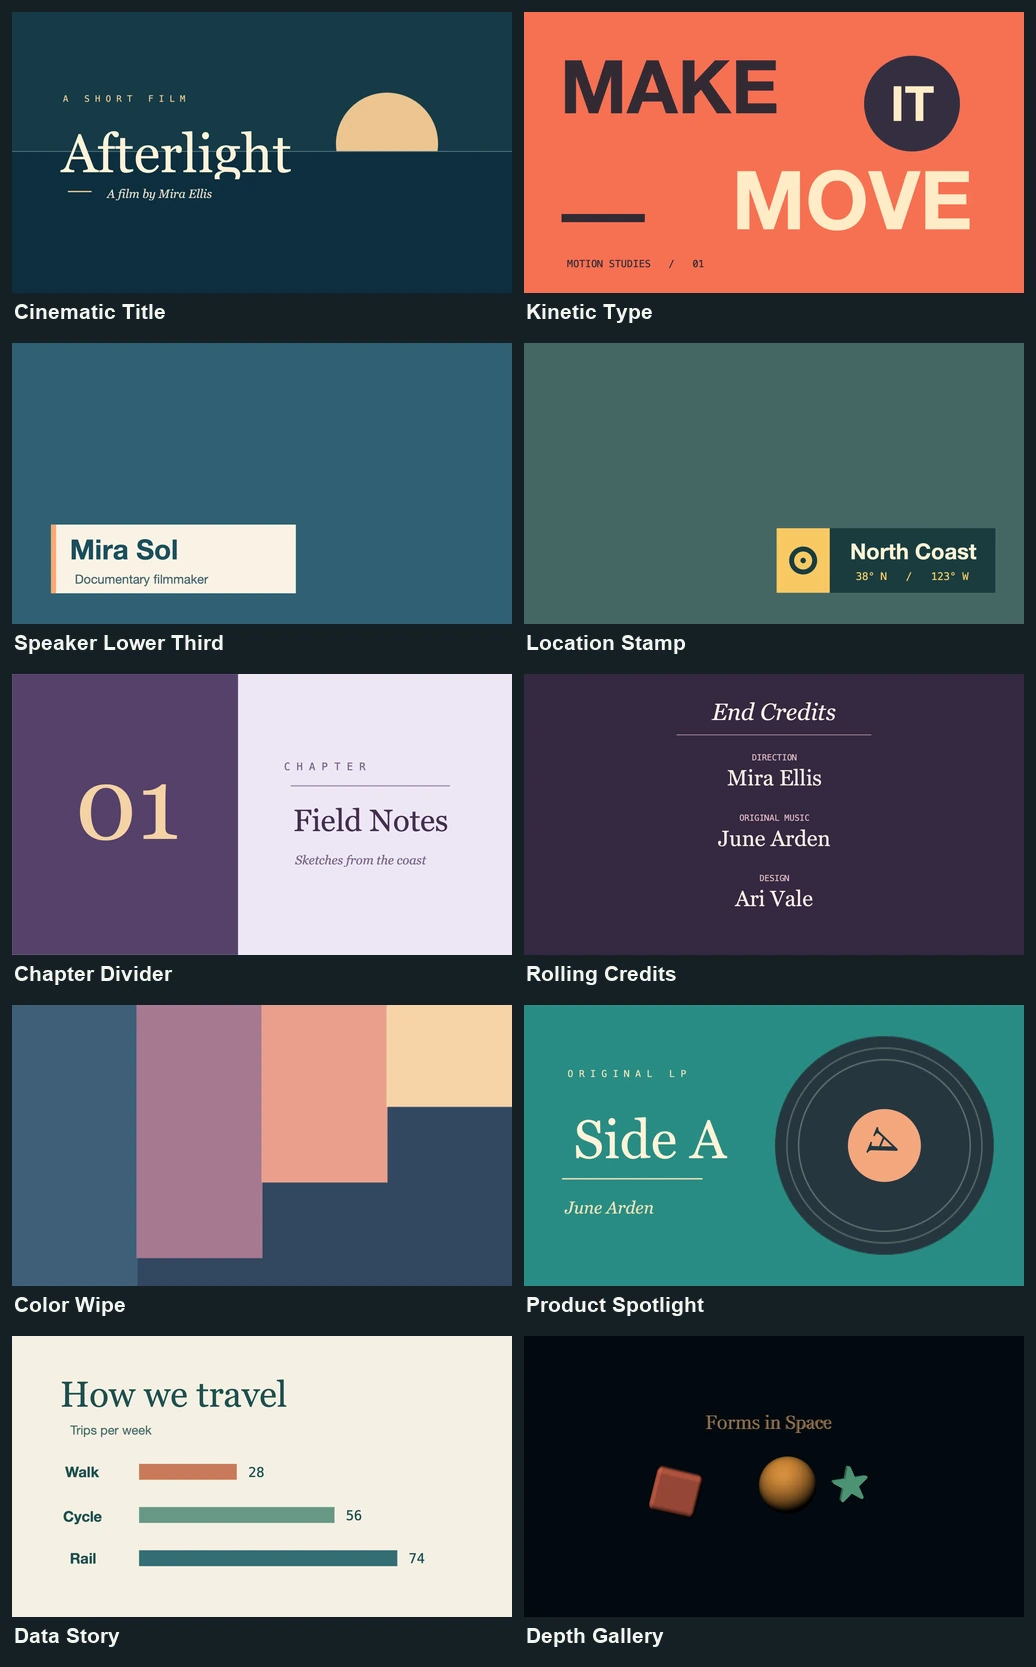 A SHORT FILM
Afterlight
A film by Mira Ellis
Cinematic Title
MAKE
IT
MOVE
MOTION STUDIES / 01
Kinetic Type
Mira Sol
Documentary filmmaker
Speaker Lower Third
North Coast
38° N / 123° W
Location Stamp
01
CHAPTER
Field Notes
Sketches from the coast
Chapter Divider
End Credits
DIRECTION
Mira Ellis
ORIGINAL MUSIC
June Arden
DESIGN
Ari Vale
Rolling Credits
Color Wipe
ORIGINAL LP
Side A
June Arden
A
Product Spotlight
How we travel
Trips per week
Walk 28
Cycle 56
Rail 74
Data Story
Forms in Space
Depth Gallery